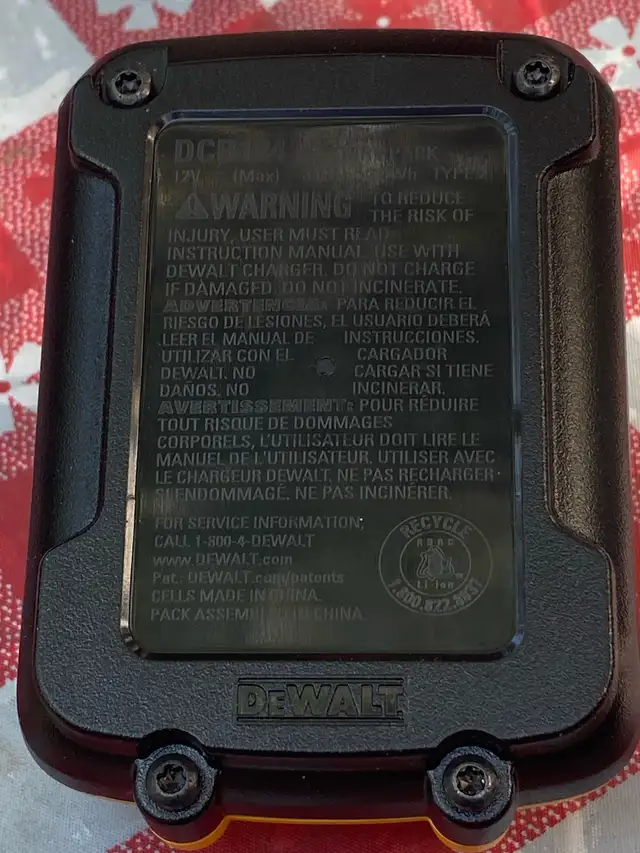 12V (Max) TYPE
WARNING TO REDUCE
THE RISK OF
INJURY, USER MUST READ
INSTRUCTION MANUAL. USE WITH
DEWALT CHARGER. DO NOT CHARGE
IF DAMAGED. DO NOT INCINERATE.
ADVERTENCIA: PARA REDUCIR EL
RIESGO DE LESIONES, EL USUARIO DEBERÁ
LEER EL MANUAL DE INSTRUCCIONES.
UTILIZAR CON EL CARGADOR
DEWALT. NO CARGAR SI TIENE
DAÑOS. NO INCINERAR.
AVERTISSEMENT: POUR RÉDUIRE
TOUT RISQUE DE DOMMAGES
CORPORELS, L'UTILISATEUR DOIT LIRE LE
MANUEL DE L'UTILISATEUR. UTILISER AVEC
LE CHARGEUR DEWALT. NE PAS RECHARGER
SI ENDOMMAGÉ. NE PAS INCINÉRER.
FOR SERVICE INFORMATION,
CALL 1-800-4-DEWALT
www.DEWALT.com
Pat. DEWALT.com/patents
CELLS MADE IN CHINA.
PACK ASSEMBLED IN CHINA.
RECYCLE
RBRC
Li-ion
1.800.822.8837
DEWALT